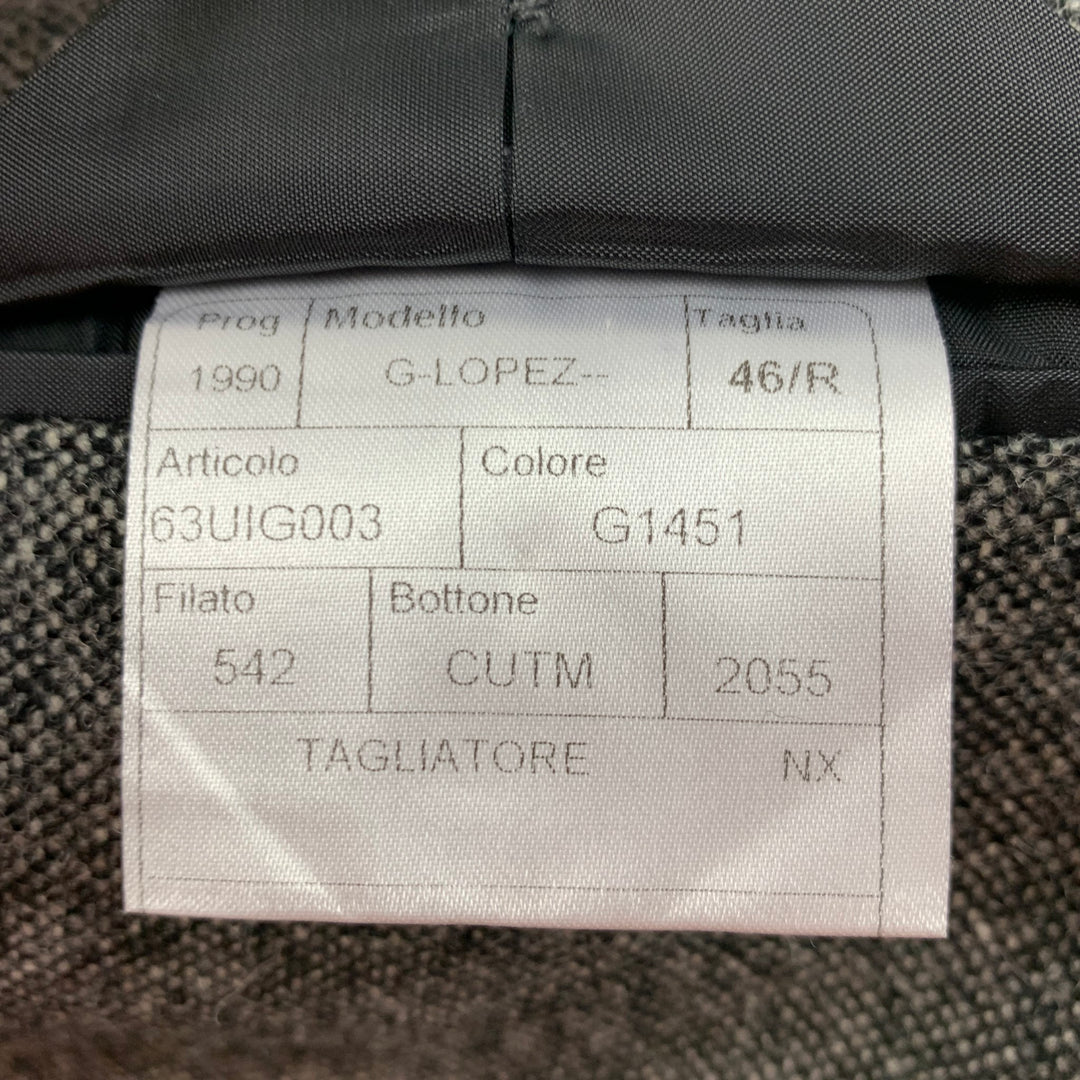 Prog Modello Taglia
1990 G-LOPEZ-- 46/R
Articolo Colore
63UIG003 G1451
Filato Bottone
542 CUTM 2055
TAGLIATORE NX